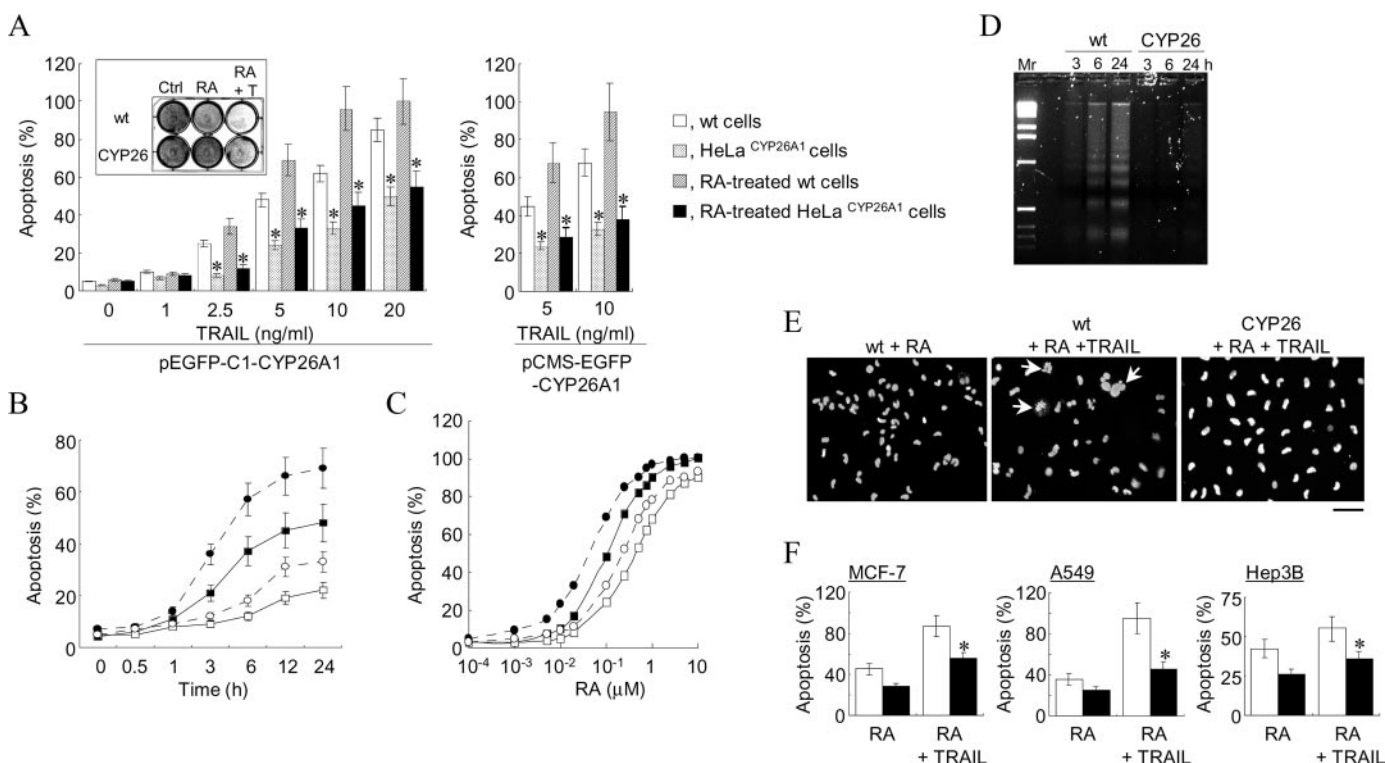 A
Apoptosis (%)
120
100
80
60
40
20
0
Ctrl RA RA + T
wt
CYP26
* * * * * * * *
0 1 2.5 5 10 20
TRAIL (ng/ml)
pEGFP-C1-CYP26A1
Apoptosis (%)
120
100
80
60
40
20
0
* * * *
5 10
TRAIL (ng/ml)
pCMS-EGFP
-CYP26A1
, wt cells
, HeLa CYP26A1 cells
, RA-treated wt cells
, RA-treated HeLa CYP26A1 cells
B
Apoptosis (%)
80
60
40
20
0
0 0.5 1 3 6 12 24
Time (h)
C
Apoptosis (%)
100
80
60
40
20
0
10-4 10-3 10-2 10-1 1 10
RA (μM)
D
wt CYP26
Mr 3 6 24 3 6 24 h
E
wt + RA
wt
+ RA +TRAIL
CYP26
+ RA + TRAIL
F
MCF-7
Apoptosis (%)
120
80
40
0
*
RA RA
+ TRAIL
A549
Apoptosis (%)
120
80
40
0
*
RA RA
+ TRAIL
Hep3B
Apoptosis (%)
75
50
25
0
*
RA RA
+ TRAIL